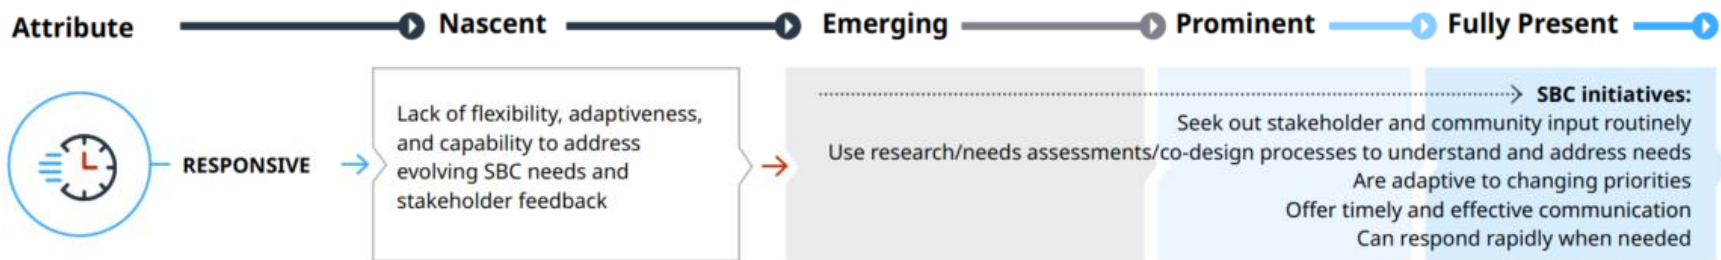 Attribute
Nascent
Emerging
Prominent
Fully Present
RESPONSIVE
Lack of flexibility, adaptiveness,
and capability to address
evolving SBC needs and
stakeholder feedback
SBC initiatives:
Seek out stakeholder and community input routinely
Use research/needs assessments/co-design processes to understand and address needs
Are adaptive to changing priorities
Offer timely and effective communication
Can respond rapidly when needed